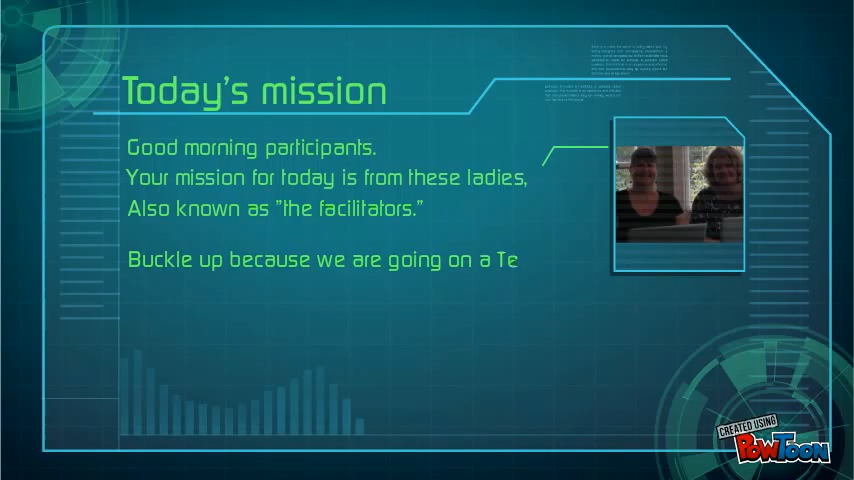 Today's mission
Good morning participants.
Your mission for today is from these ladies,
Also known as "the facilitators."
Buckle up because we are going on a Te
CREATED USING
POWTOON